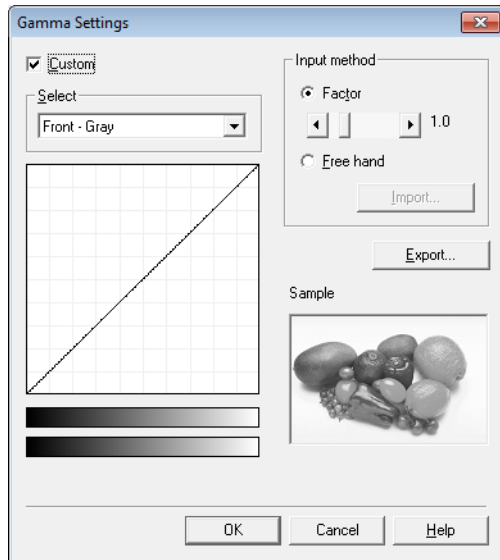 Gamma Settings
Custom
Select
Front - Gray
Input method
Factor
1.0
Free hand
Import...
Export...
Sample
OK
Cancel
Help